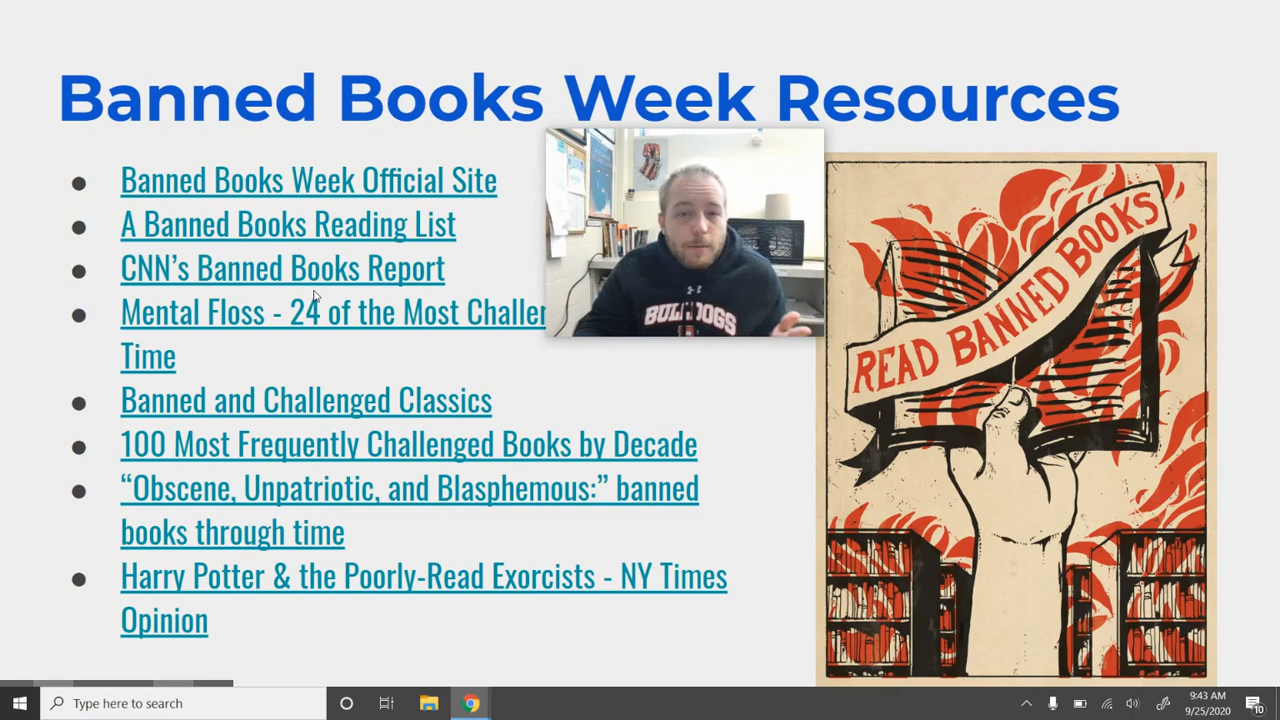 Banned Books Week Resources
Banned Books Week Official Site
A Banned Books Reading List
CNN's Banned Books Report
Mental Floss - 24 of the Most
Time
Banned and Challenged Classics
100 Most Frequently Challenged Books by Decade
“Obscene, Unpatriotic, and Blasphemous:” banned
books through time
Harry Potter & the Poorly-Read Exorcists - NY Times
Opinion
READ BANNED BOOKS
Type here to search
9:43 AM
9/25/2020
10